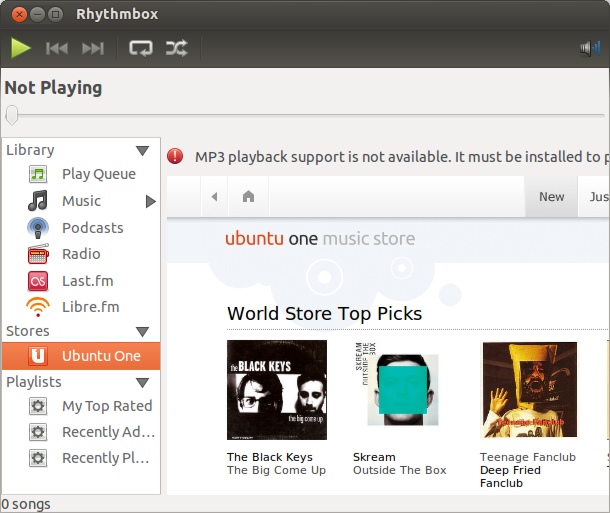 Rhythmbox
Not Playing
Library
Play Queue
Music
Podcasts
Radio
Last.fm
Libre.fm
Stores
Ubuntu One
Playlists
My Top Rated
Recently Ad...
Recently Pl...
0 songs
MP3 playback support is not available. It must be installed to p
New
Jus
ubuntu one music store
World Store Top Picks
the BLACK KEYS
the big come up
The Black Keys
The Big Come Up
SKREAM
OUTSIDE THE
BOX
Skream
Outside The Box
Teenage Fanclub
Teenage Fanclub
Deep Fried
Fanclub